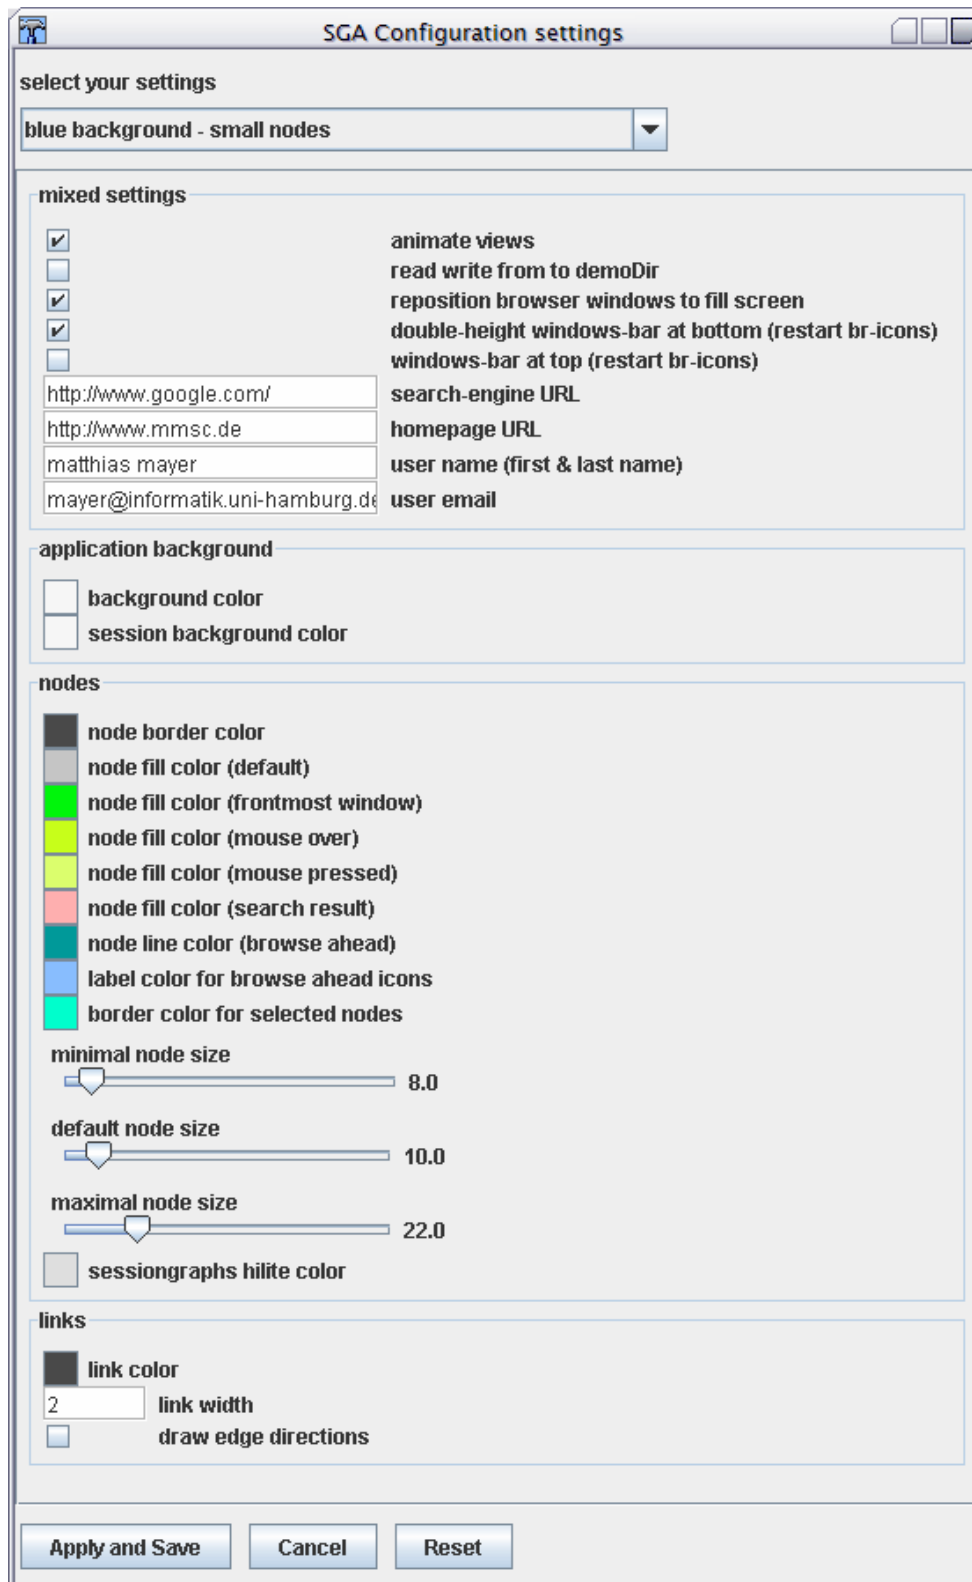 SGA Configuration settings
select your settings
blue background - small nodes
mixed settings
animate views
read write from to demoDir
reposition browser windows to fill screen
double-height windows-bar at bottom (restart br-icons)
windows-bar at top (restart br-icons)
http://www.google.com/ search-engine URL
http://www.mmsc.de homepage URL
matthias mayer user name (first & last name)
mayer@informatik.uni-hamburg.de user email
application background
background color
session background color
nodes
node border color
node fill color (default)
node fill color (frontmost window)
node fill color (mouse over)
node fill color (mouse pressed)
node fill color (search result)
node line color (browse ahead)
label color for browse ahead icons
border color for selected nodes
minimal node size
8.0
default node size
10.0
maximal node size
22.0
sessiongraphs hilite color
links
link color
2 link width
draw edge directions
Apply and Save Cancel Reset